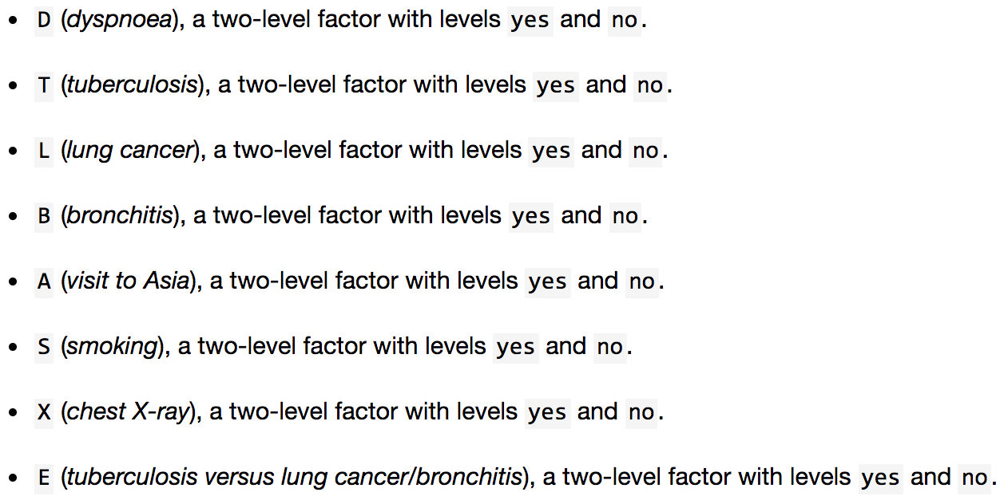 • D (dyspnoea), a two-level factor with levels yes and no.
• T (tuberculosis), a two-level factor with levels yes and no.
• L (lung cancer), a two-level factor with levels yes and no.
• B (bronchitis), a two-level factor with levels yes and no.
• A (visit to Asia), a two-level factor with levels yes and no.
• S (smoking), a two-level factor with levels yes and no.
• X (chest X-ray), a two-level factor with levels yes and no.
• E (tuberculosis versus lung cancer/bronchitis), a two-level factor with levels yes and no.